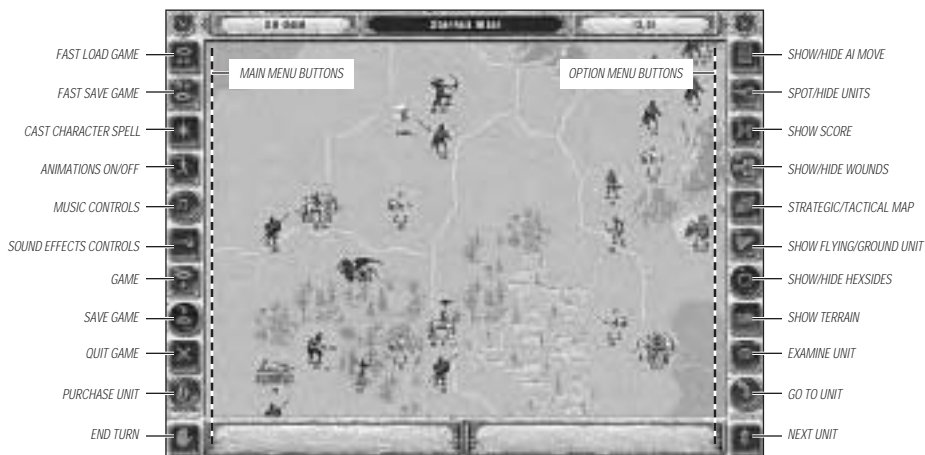 FAST LOAD GAME
FAST SAVE GAME
CAST CHARACTER SPELL
ANIMATIONS ON/OFF
MUSIC CONTROLS
SOUND EFFECTS CONTROLS
GAME
SAVE GAME
QUIT GAME
PURCHASE UNIT
END TURN
MAIN MENU BUTTONS
OPTION MENU BUTTONS
SHOW/HIDE AI MOVE
SPOT/HIDE UNITS
SHOW SCORE
SHOW/HIDE WOUNDS
STRATEGIC/TACTICAL MAP
SHOW FLYING/GROUND UNIT
SHOW/HIDE HEXSIDES
SHOW TERRAIN
EXAMINE UNIT
GO TO UNIT
NEXT UNIT